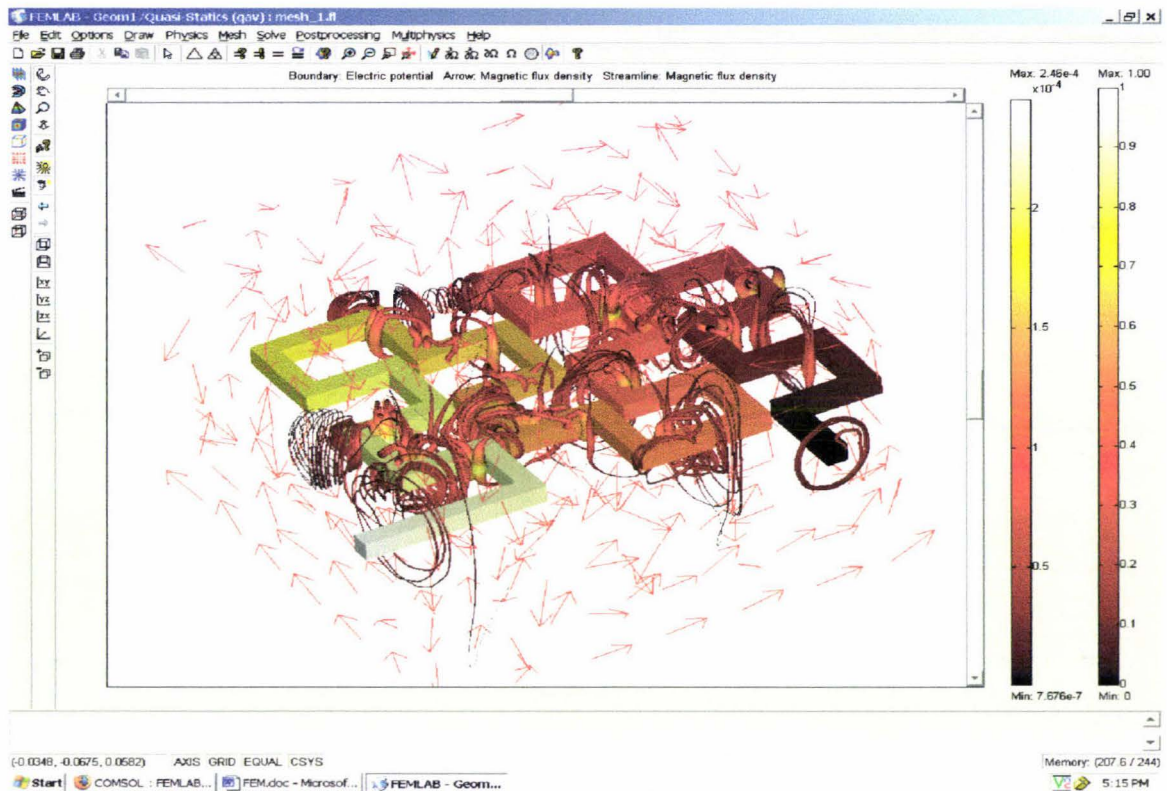 FEMLAB - Geom1/Quasi-Statics (qav) : mesh_1.fl
File Edit Options Draw Physics Mesh Solve Postprocessing Multiphysics Help
Boundary: Electric potential Arrow: Magnetic flux density Streamline: Magnetic flux density
Max: 2.46e-4 Max: 1.00
x10⁻⁴
1
0.9
2
0.8
0.7
1.5
0.6
0.5
1
0.4
0.3
0.5
0.2
0.1
0
Min: 7.676e-7 Min: 0
(-0.0348, -0.0675, 0.0582) AXIS GRID EQUAL CSYS
Memory: (207.6 / 244)
Start COMSOL : FEMLAB... FEM.doc - Microsof... FEMLAB - Geom...
5:15 PM